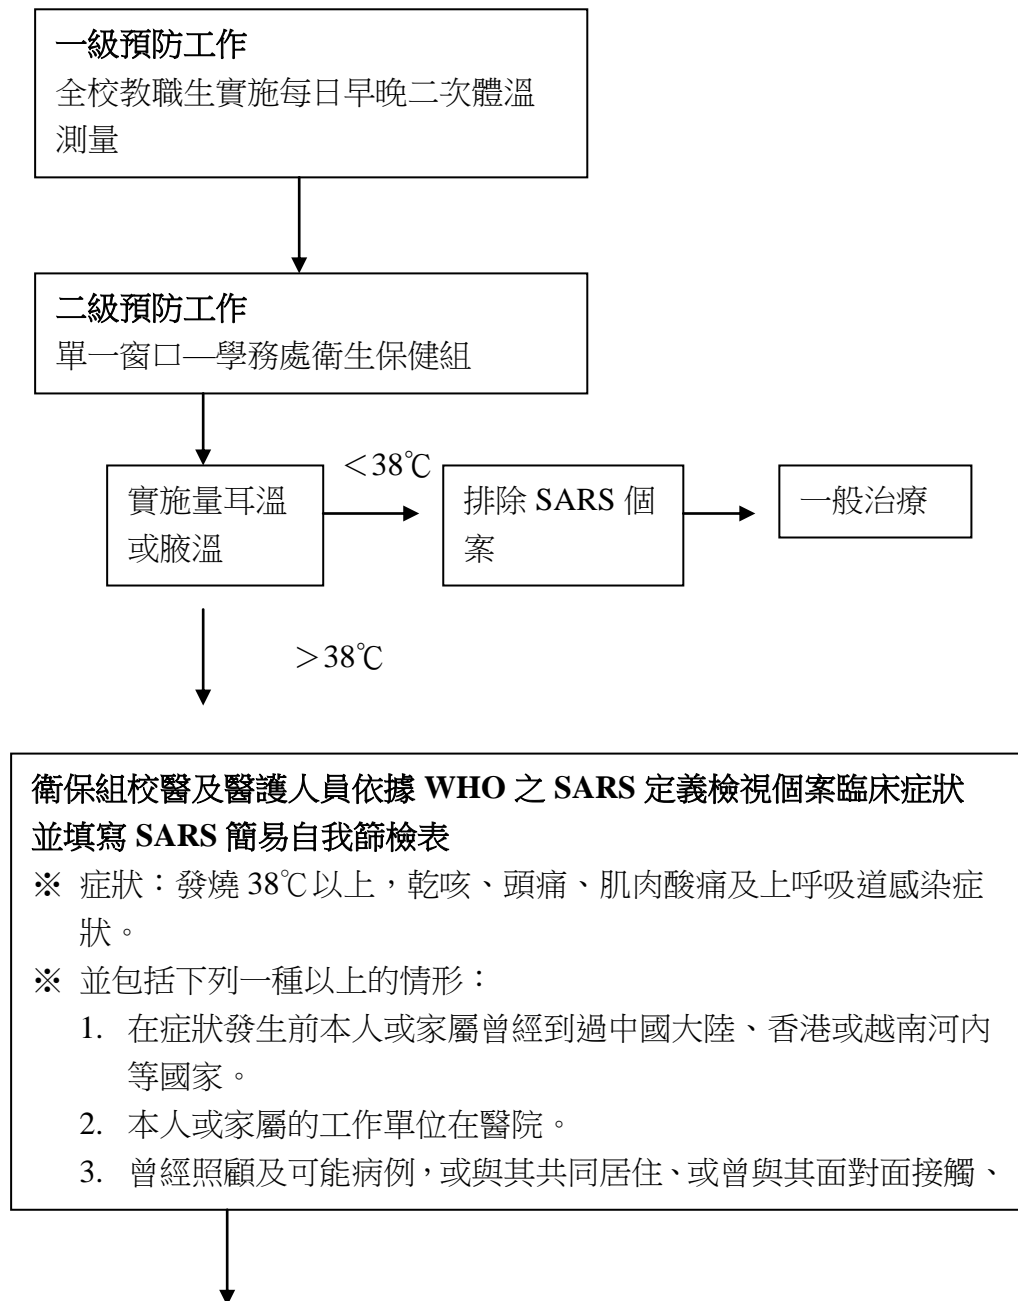 一級預防工作
全校教職生實施每日早晚二次體溫
測量
二級預防工作
單一窗口—學務處衛生保健組
＜38℃
實施量耳溫
或腋溫
排除 SARS 個
案
一般治療
＞38℃
衛保組校醫及醫護人員依據 WHO 之 SARS 定義檢視個案臨床症狀
並填寫 SARS 簡易自我篩檢表
※ 症狀：發燒 38℃以上，乾咳、頭痛、肌肉酸痛及上呼吸道感染症
狀。
※ 並包括下列一種以上的情形：
1. 在症狀發生前本人或家屬曾經到過中國大陸、香港或越南河內
等國家。
2. 本人或家屬的工作單位在醫院。
3. 曾經照顧及可能病例，或與其共同居住、或曾與其面對面接觸、